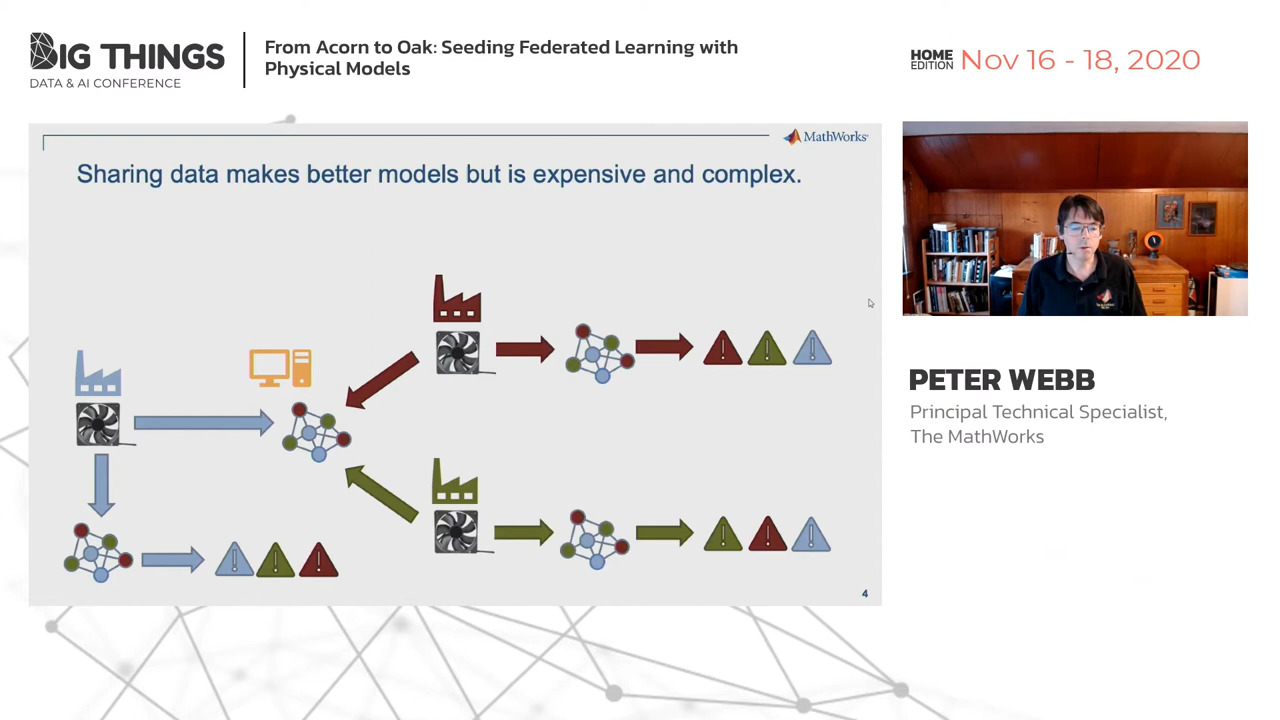 BIG THINGS
DATA & AI CONFERENCE
From Acorn to Oak: Seeding Federated Learning with
Physical Models
HOME
EDITION
Nov 16 - 18, 2020
MathWorks®
Sharing data makes better models but is expensive and complex.
4
PETER WEBB
Principal Technical Specialist,
The MathWorks